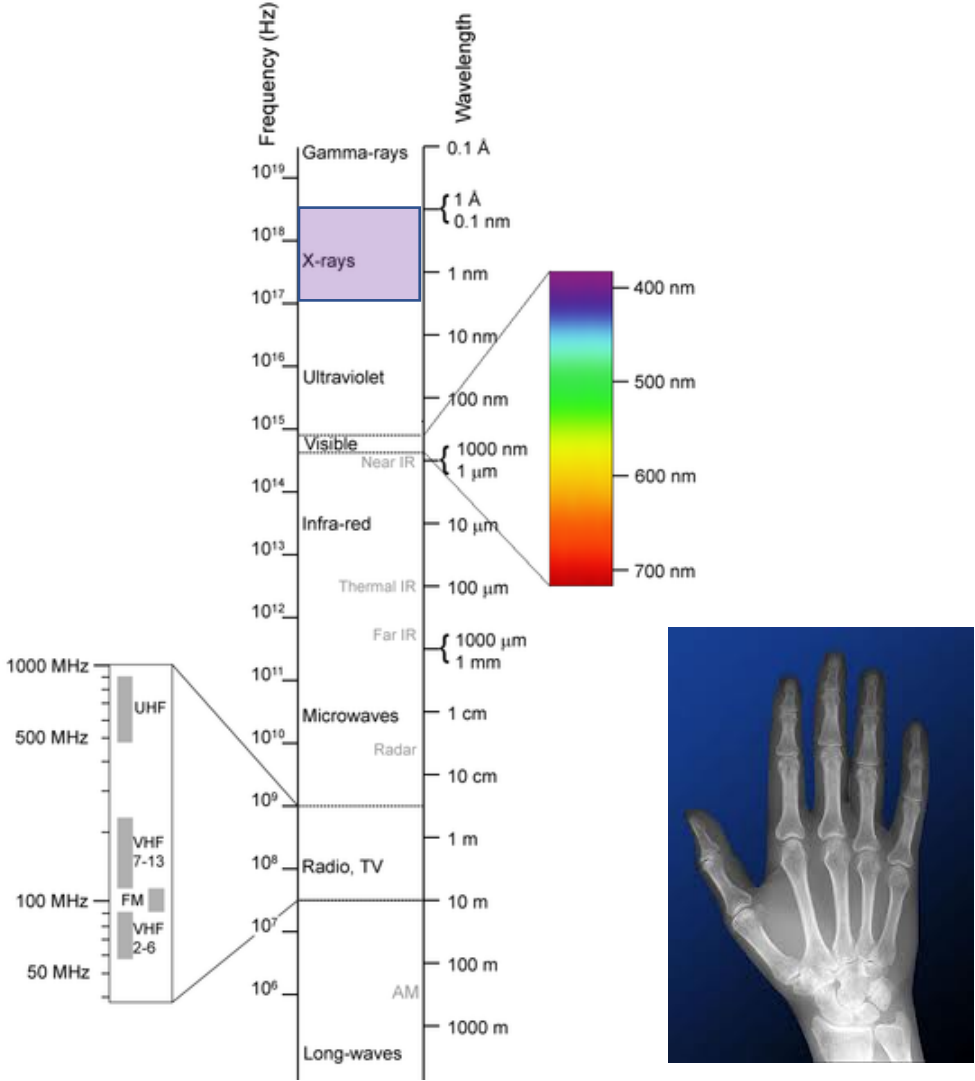 Frequency (Hz)
Wavelength
Gamma-rays
0.1 Å
10¹⁹
1 Å
0.1 nm
10¹⁸
X-rays
1 nm
10¹⁷
10 nm
10¹⁶
Ultraviolet
100 nm
10¹⁵
Visible
1000 nm
Near IR
1 μm
10¹⁴
Infra-red
10 μm
10¹³
Thermal IR
100 μm
10¹²
Far IR
1000 μm
1 mm
10¹¹
Microwaves
1 cm
10¹⁰
Radar
10 cm
10⁹
1 m
10⁸
Radio, TV
10 m
10⁷
100 m
10⁶
AM
1000 m
Long-waves
400 nm
500 nm
600 nm
700 nm
1000 MHz
UHF
500 MHz
VHF
7-13
100 MHz
FM
VHF
2-6
50 MHz